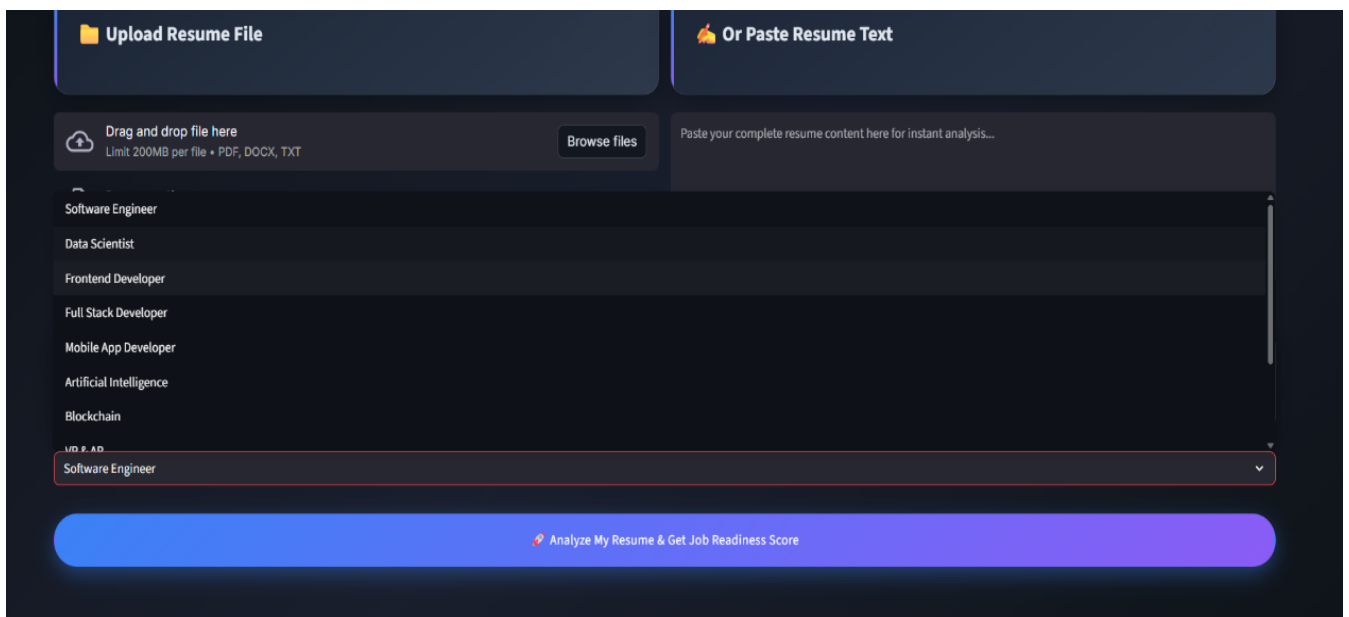 📁 Upload Resume File
✍️ Or Paste Resume Text
Drag and drop file here
Limit 200MB per file • PDF, DOCX, TXT
Browse files
Paste your complete resume content here for instant analysis...
Software Engineer
Data Scientist
Frontend Developer
Full Stack Developer
Mobile App Developer
Artificial Intelligence
Blockchain
VR & AR
Software Engineer
🚀 Analyze My Resume & Get Job Readiness Score